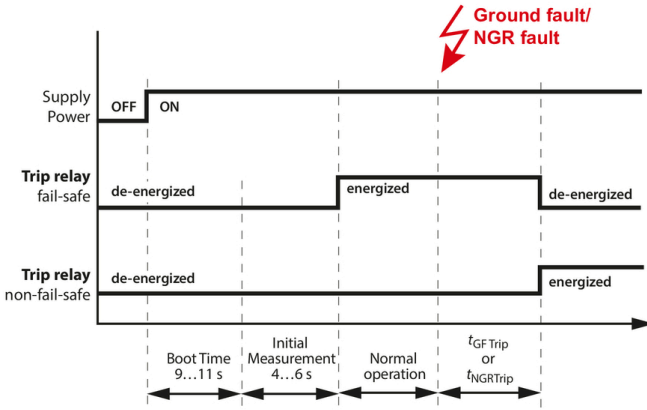 Ground fault/
NGR fault
Supply
Power
OFF
ON
Trip relay
fail-safe
de-energized
energized
de-energized
Trip relay
non-fail-safe
de-energized
energized
Boot Time
9…11 s
Initial
Measurement
4…6 s
Normal
operation
tGF Trip
or
tNGRTrip